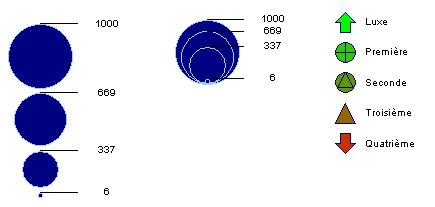 1000
669
337
6
1000
669
337
6
Luxe
Première
Seconde
Troisième
Quatrième